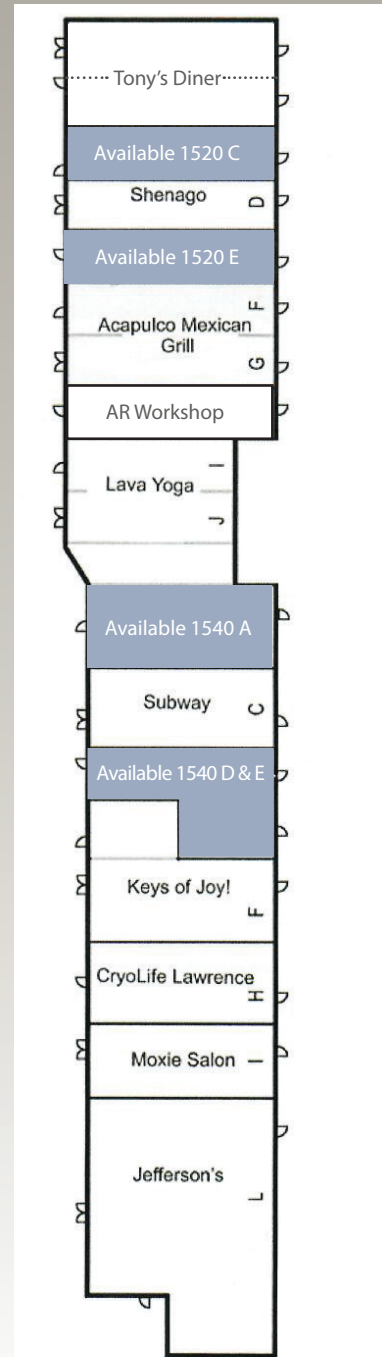 Tony’s Diner
Available 1520 C
Shenago
D
Available 1520 E
F
Acapulco Mexican
Grill
G
AR Workshop
I
Lava Yoga
J
Available 1540 A
Subway
C
Available 1540 D & E
Keys of Joy!
F
CryoLife Lawrence
H
Moxie Salon
I
Jefferson's
L